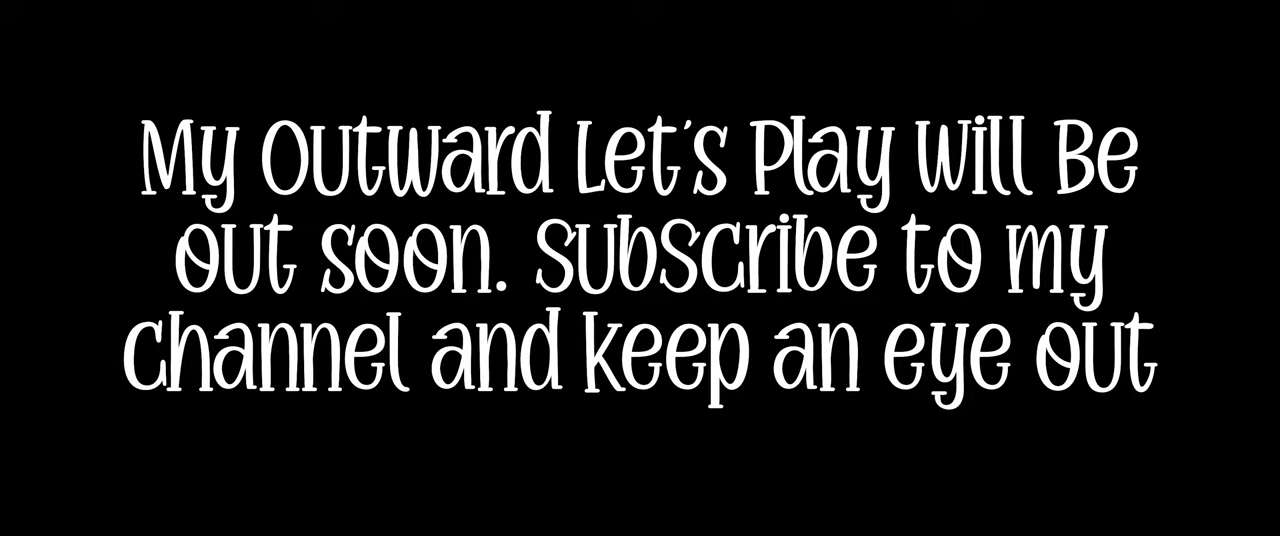 My Outward Let's Play Will Be
out soon. Subscribe to my
Channel and keep an eye out